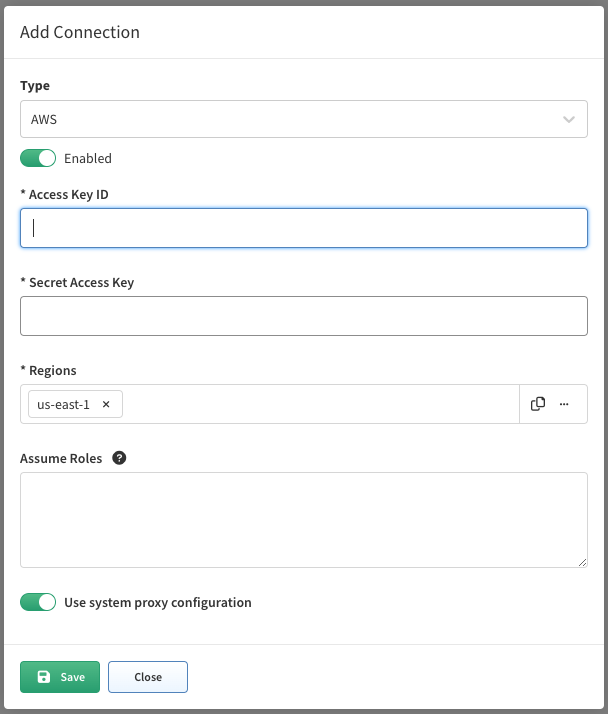 Add Connection
Type
AWS
Enabled
* Access Key ID
* Secret Access Key
* Regions
us-east-1 ×
Assume Roles ?
Use system proxy configuration
Save Close